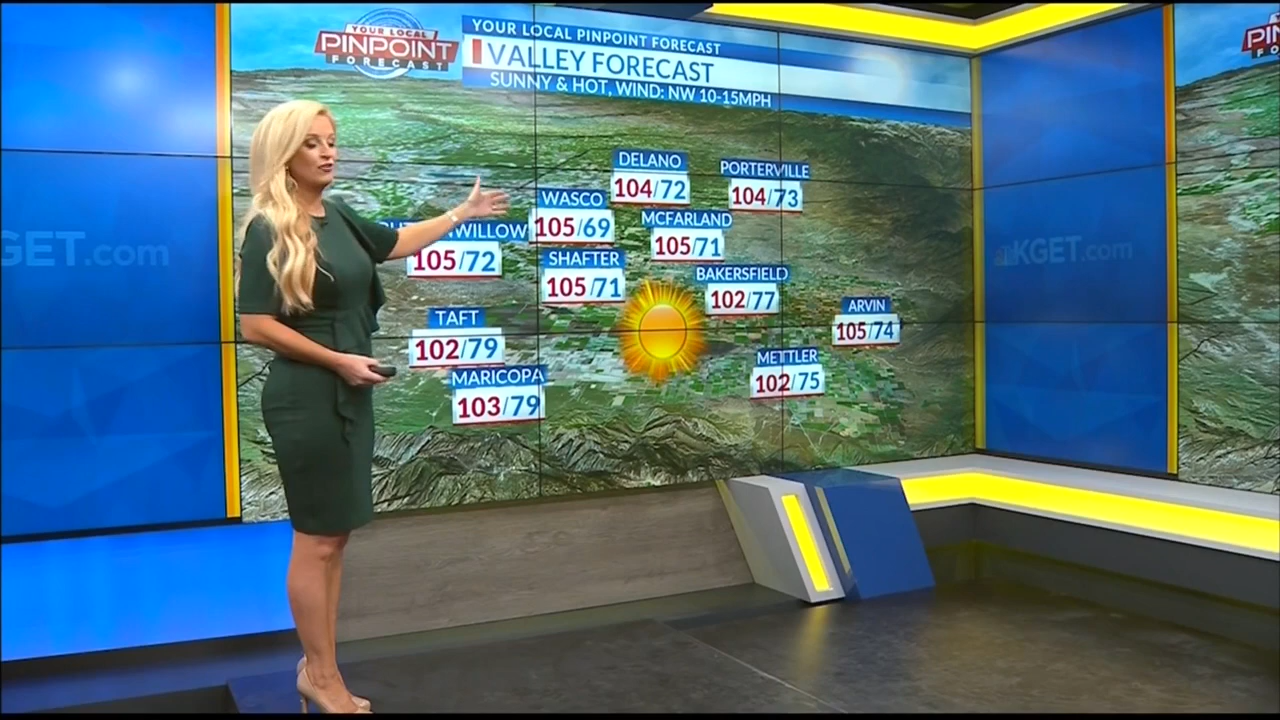 YOUR LOCAL
PINPOINT
FORECAST
YOUR LOCAL PINPOINT FORECAST
VALLEY FORECAST
SUNNY & HOT, WIND: NW 10-15MPH
DELANO
104/72
PORTERVILLE
104/73
WASCO
105/69
MCFARLAND
105/71
WILLOW
105/72
SHAFTER
105/71
BAKERSFIELD
102/77
ARVIN
105/74
TAFT
102/79
METTLER
102/75
MARICOPA
103/79
KGET.com
KGET.com